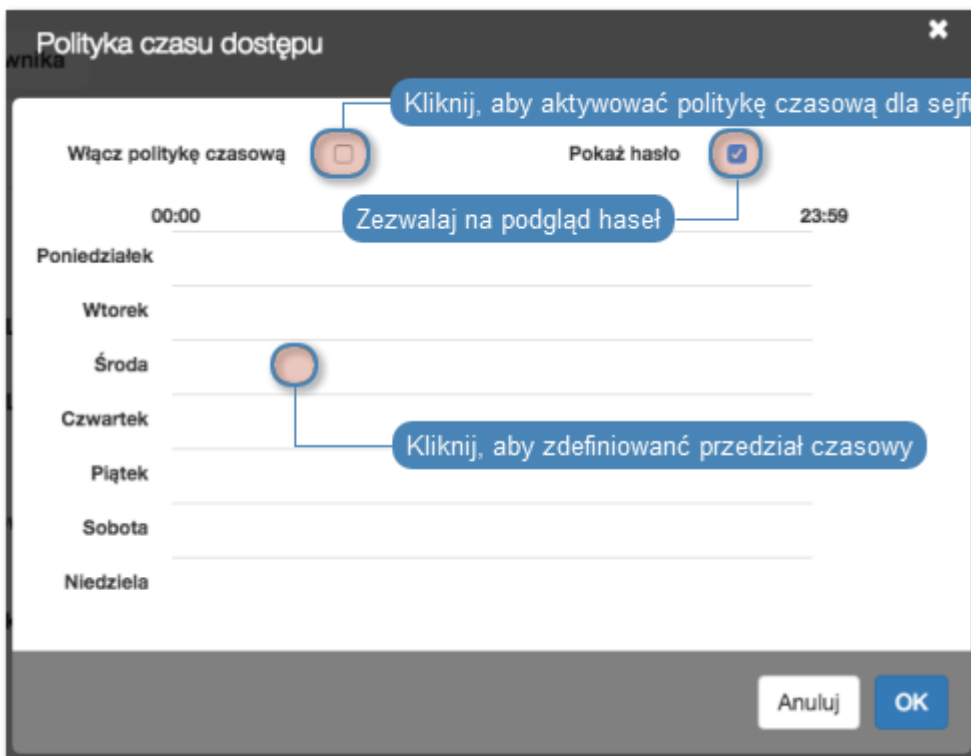 Polityka czasu dostępu
wnika
Kliknij, aby aktywować politykę czasową dla sejfu
Włącz politykę czasową
Pokaż hasło
Zezwalaj na podgląd haseł
00:00
23:59
Poniedziałek
Wtorek
Środa
Czwartek
Kliknij, aby zdefiniowanć przedział czasowy
Piątek
Sobota
Niedziela
Anuluj
OK